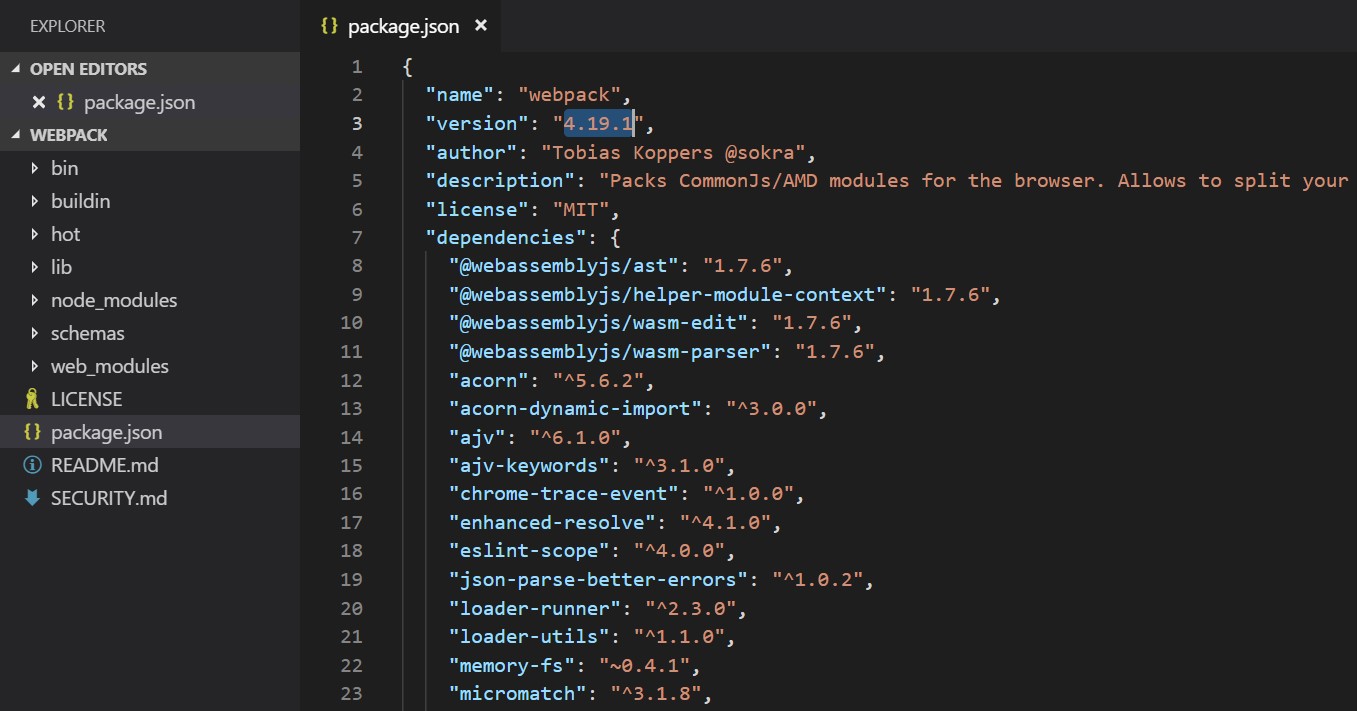 EXPLORER
OPEN EDITORS
package.json
WEBPACK
bin
buildin
hot
lib
node_modules
schemas
web_modules
LICENSE
package.json
README.md
SECURITY.md
package.json
1 {
2 "name": "webpack",
3 "version": "4.19.1",
4 "author": "Tobias Koppers @sokra",
5 "description": "Packs CommonJs/AMD modules for the browser. Allows to split your
6 "license": "MIT",
7 "dependencies": {
8 "@webassemblyjs/ast": "1.7.6",
9 "@webassemblyjs/helper-module-context": "1.7.6",
10 "@webassemblyjs/wasm-edit": "1.7.6",
11 "@webassemblyjs/wasm-parser": "1.7.6",
12 "acorn": "^5.6.2",
13 "acorn-dynamic-import": "^3.0.0",
14 "ajv": "^6.1.0",
15 "ajv-keywords": "^3.1.0",
16 "chrome-trace-event": "^1.0.0",
17 "enhanced-resolve": "^4.1.0",
18 "eslint-scope": "^4.0.0",
19 "json-parse-better-errors": "^1.0.2",
20 "loader-runner": "^2.3.0",
21 "loader-utils": "^1.1.0",
22 "memory-fs": "~0.4.1",
23 "micromatch": "^3.1.8",